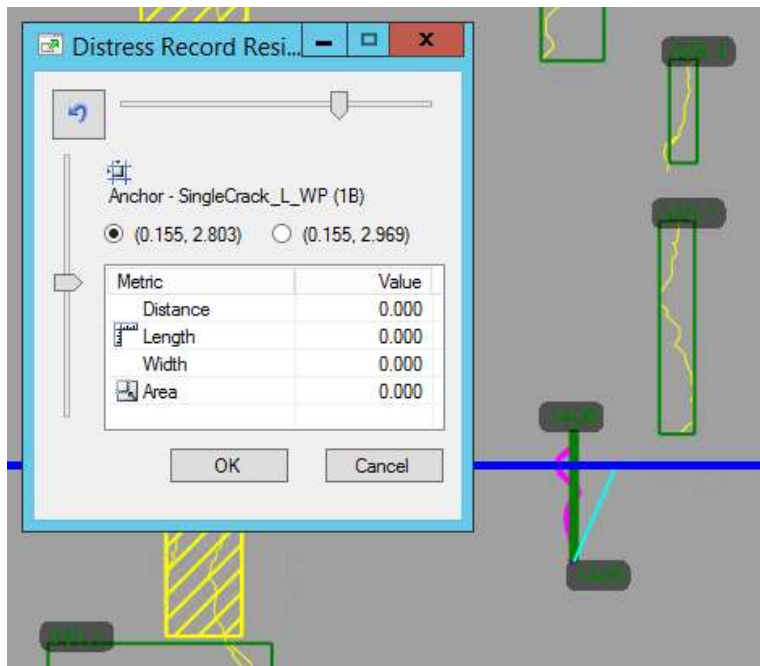 Distress Record Resi...
Anchor - SingleCrack_L_WP (1B)
(0.155, 2.803) (0.155, 2.969)
Metric Value
Distance 0.000
Length 0.000
Width 0.000
Area 0.000
OK Cancel